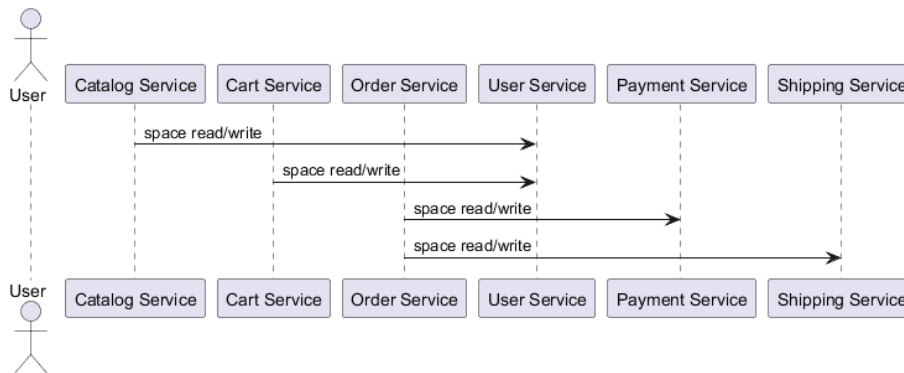 User
Catalog Service
Cart Service
Order Service
User Service
Payment Service
Shipping Service
space read/write
space read/write
space read/write
space read/write
User
Catalog Service
Cart Service
Order Service
User Service
Payment Service
Shipping Service